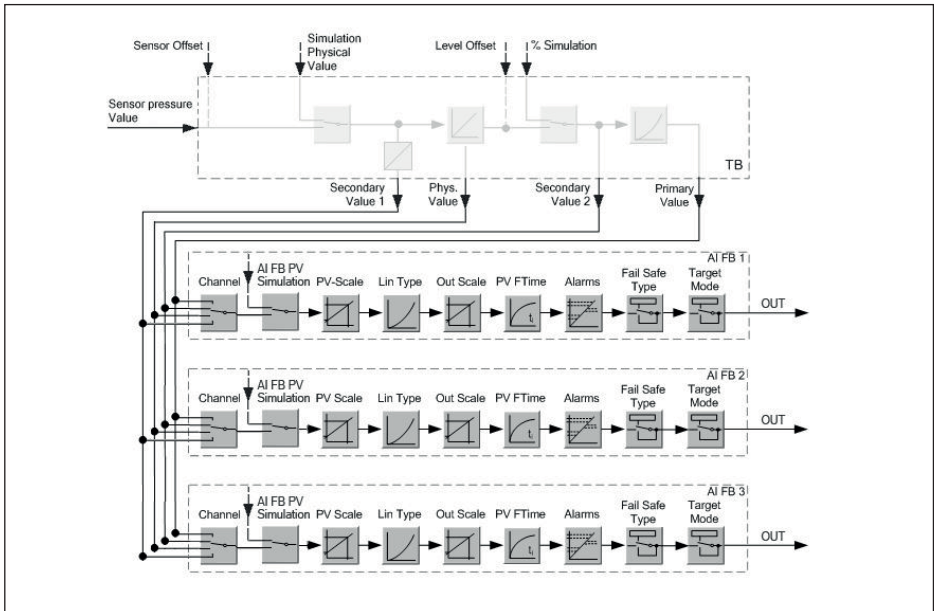 Sensor Offset
Simulation
Physical
Value
Level Offset
% Simulation
Sensor pressure
Value
TB
Secondary
Value 1
Phys.
Value
Secondary
Value 2
Primary
Value
AI FB 1
Channel
AI FB PV
Simulation
PV-Scale
Lin Type
Out Scale
PV FTime
Alarms
Fail Safe
Type
Target
Mode
t
OUT
AI FB 2
Channel
AI FB PV
Simulation
PV Scale
Lin Type
Out Scale
PV FTime
Alarms
Fail Safe
Type
Target
Mode
t
OUT
AI FB 3
Channel
AI FB PV
Simulation
PV Scale
Lin Type
Out Scale
PV FTime
Alarms
Fail Safe
Type
Target
Mode
t
OUT